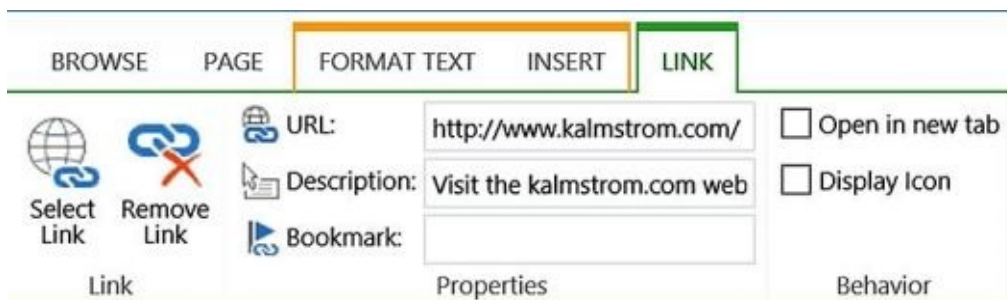 BROWSE PAGE FORMAT TEXT INSERT LINK
Select Link
Remove Link
URL: http://www.kalmstrom.com/
Description: Visit the kalmstrom.com web
Bookmark:
Open in new tab
Display Icon
Link Properties Behavior